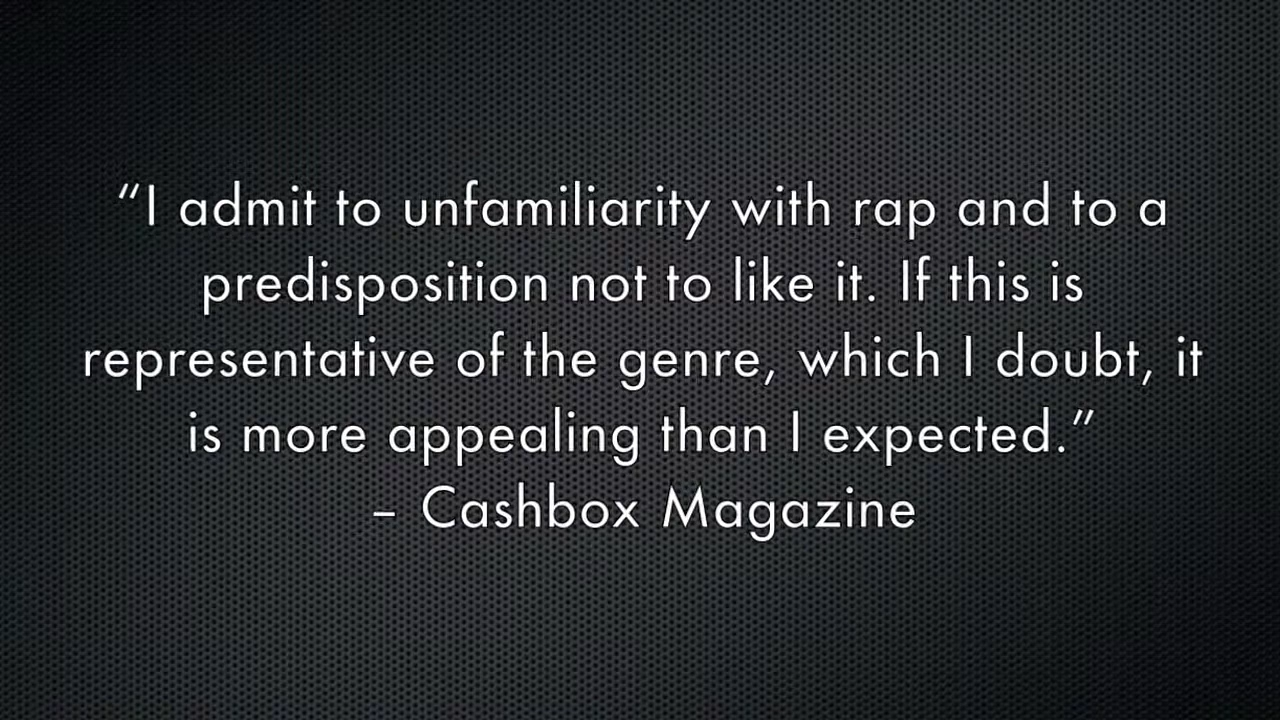 “I admit to unfamiliarity with rap and to a
predisposition not to like it. If this is
representative of the genre, which I doubt, it
is more appealing than I expected.”
– Cashbox Magazine